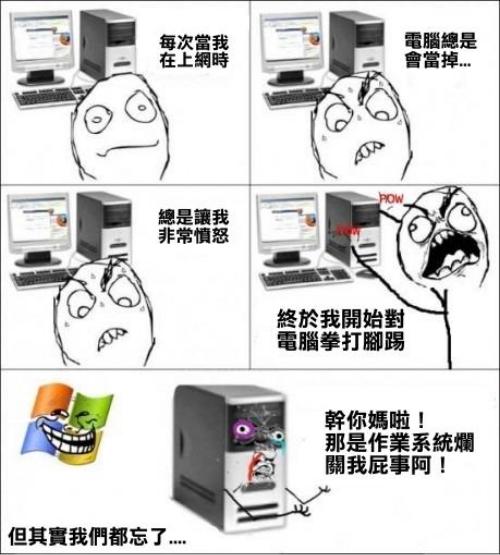 每次當我
在上網時
電腦總是
會當掉...
總是讓我
非常憤怒
POW
POW
終於我開始對
電腦拳打腳踢
幹你媽啦！
那是作業系統爛
關我屁事阿！
但其實我們都忘了....